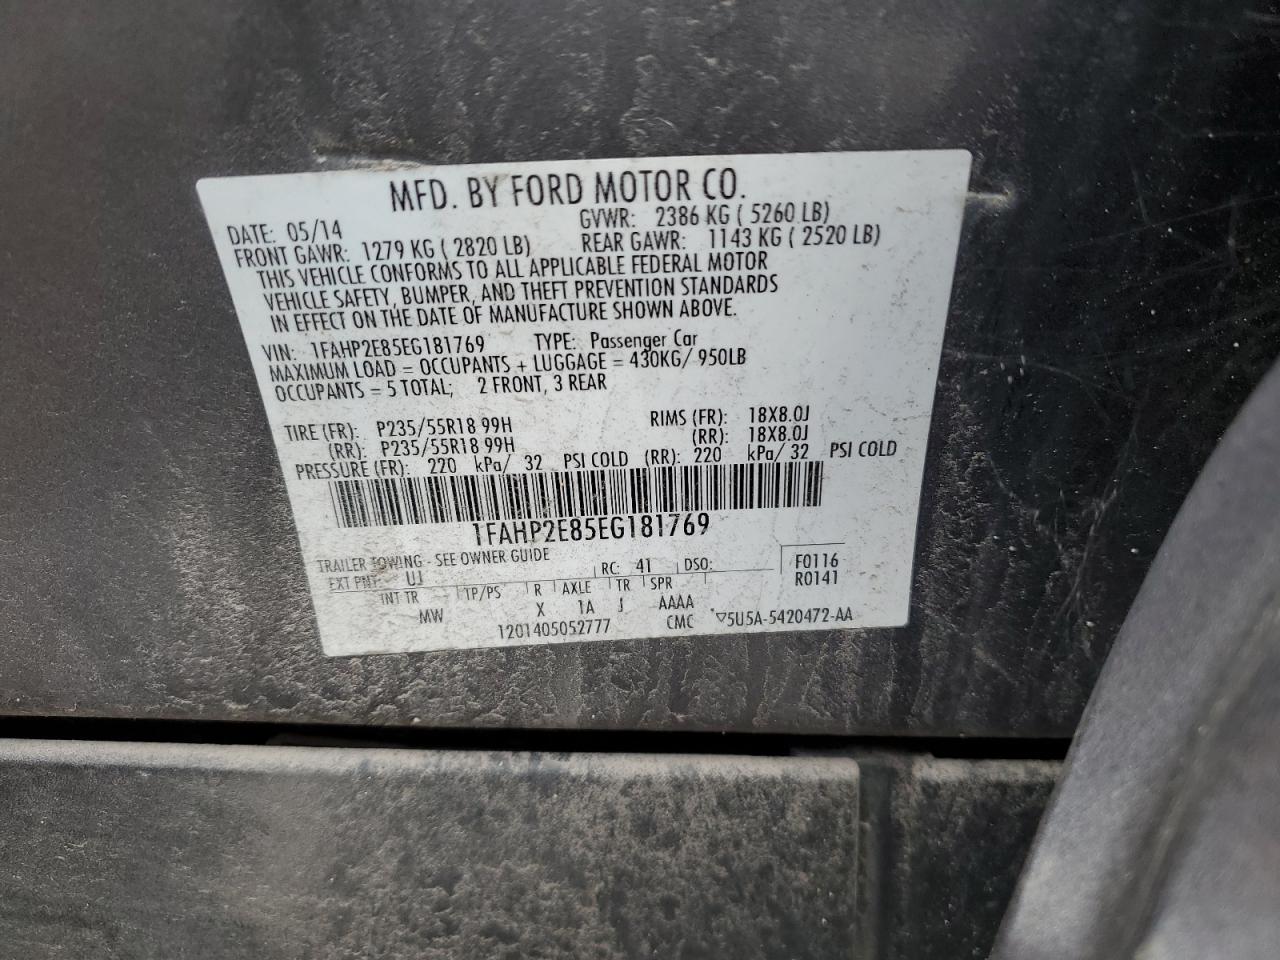 MFD. BY FORD MOTOR CO.
DATE: 05/14 GVWR: 2386 KG ( 5260 LB)
FRONT GAWR: 1279 KG ( 2820 LB) REAR GAWR: 1143 KG ( 2520 LB)
THIS VEHICLE CONFORMS TO ALL APPLICABLE FEDERAL MOTOR
VEHICLE SAFETY, BUMPER, AND THEFT PREVENTION STANDARDS
IN EFFECT ON THE DATE OF MANUFACTURE SHOWN ABOVE.
VIN: 1FAHP2E85EG181769 TYPE: Passenger Car
MAXIMUM LOAD = OCCUPANTS + LUGGAGE = 430KG/ 950LB
OCCUPANTS = 5 TOTAL; 2 FRONT, 3 REAR
TIRE (FR): P235/55R18 99H RIMS (FR): 18X8.0J
(RR): P235/55R18 99H (RR): 18X8.0J
PRESSURE (FR): 220 kPa/ 32 PSI COLD (RR): 220 kPa/ 32 PSI COLD
1FAHP2E85EG181769
TRAILER TOWING - SEE OWNER GUIDE
EXT PNT: UJ RC: 41 DSO: F0116
INT TR TP/PS R AXLE TR SPR R0141
MW X 1A J AAAA
1201405052777 CMC ▽5U5A-5420472-AA